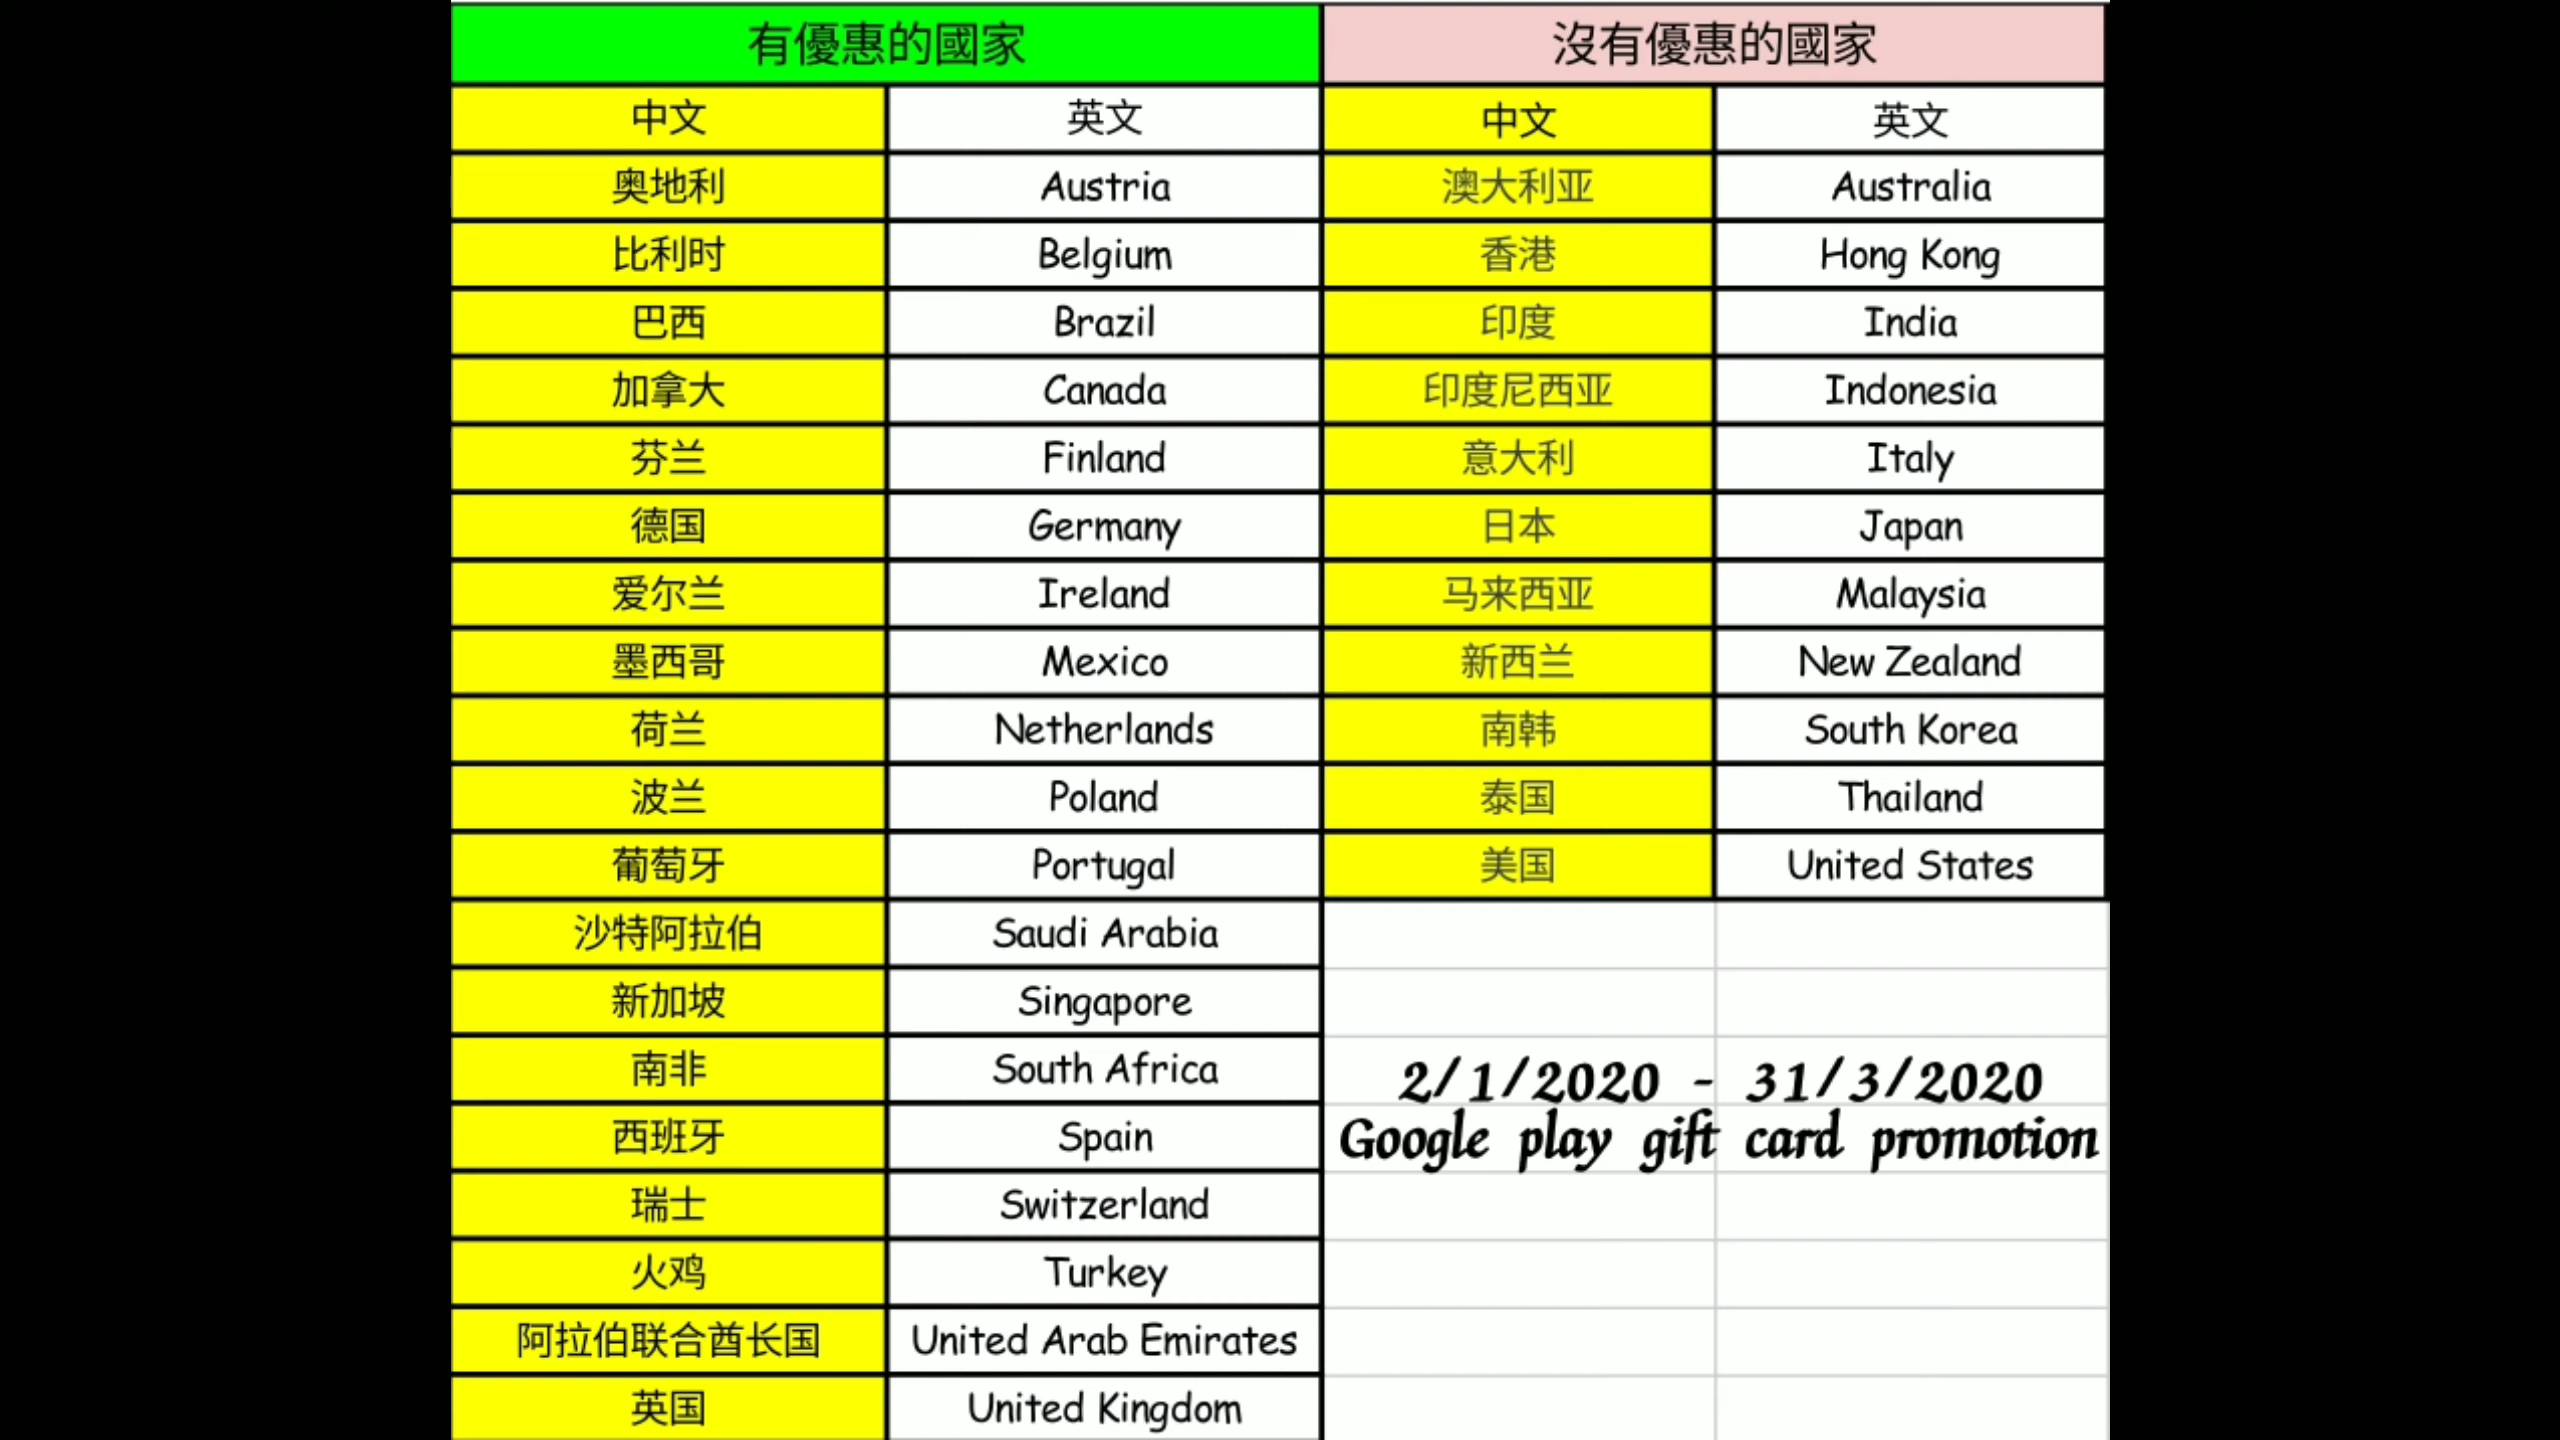 有優惠的國家 沒有優惠的國家
中文 英文 中文 英文
奥地利 Austria 澳大利亚 Australia
比利时 Belgium 香港 Hong Kong
巴西 Brazil 印度 India
加拿大 Canada 印度尼西亚 Indonesia
芬兰 Finland 意大利 Italy
德国 Germany 日本 Japan
爱尔兰 Ireland 马来西亚 Malaysia
墨西哥 Mexico 新西兰 New Zealand
荷兰 Netherlands 南韩 South Korea
波兰 Poland 泰国 Thailand
葡萄牙 Portugal 美国 United States
沙特阿拉伯 Saudi Arabia
新加坡 Singapore
南非 South Africa 2/1/2020 - 31/3/2020
西班牙 Spain Google play gift card promotion
瑞士 Switzerland
火鸡 Turkey
阿拉伯联合酋长国 United Arab Emirates
英国 United Kingdom